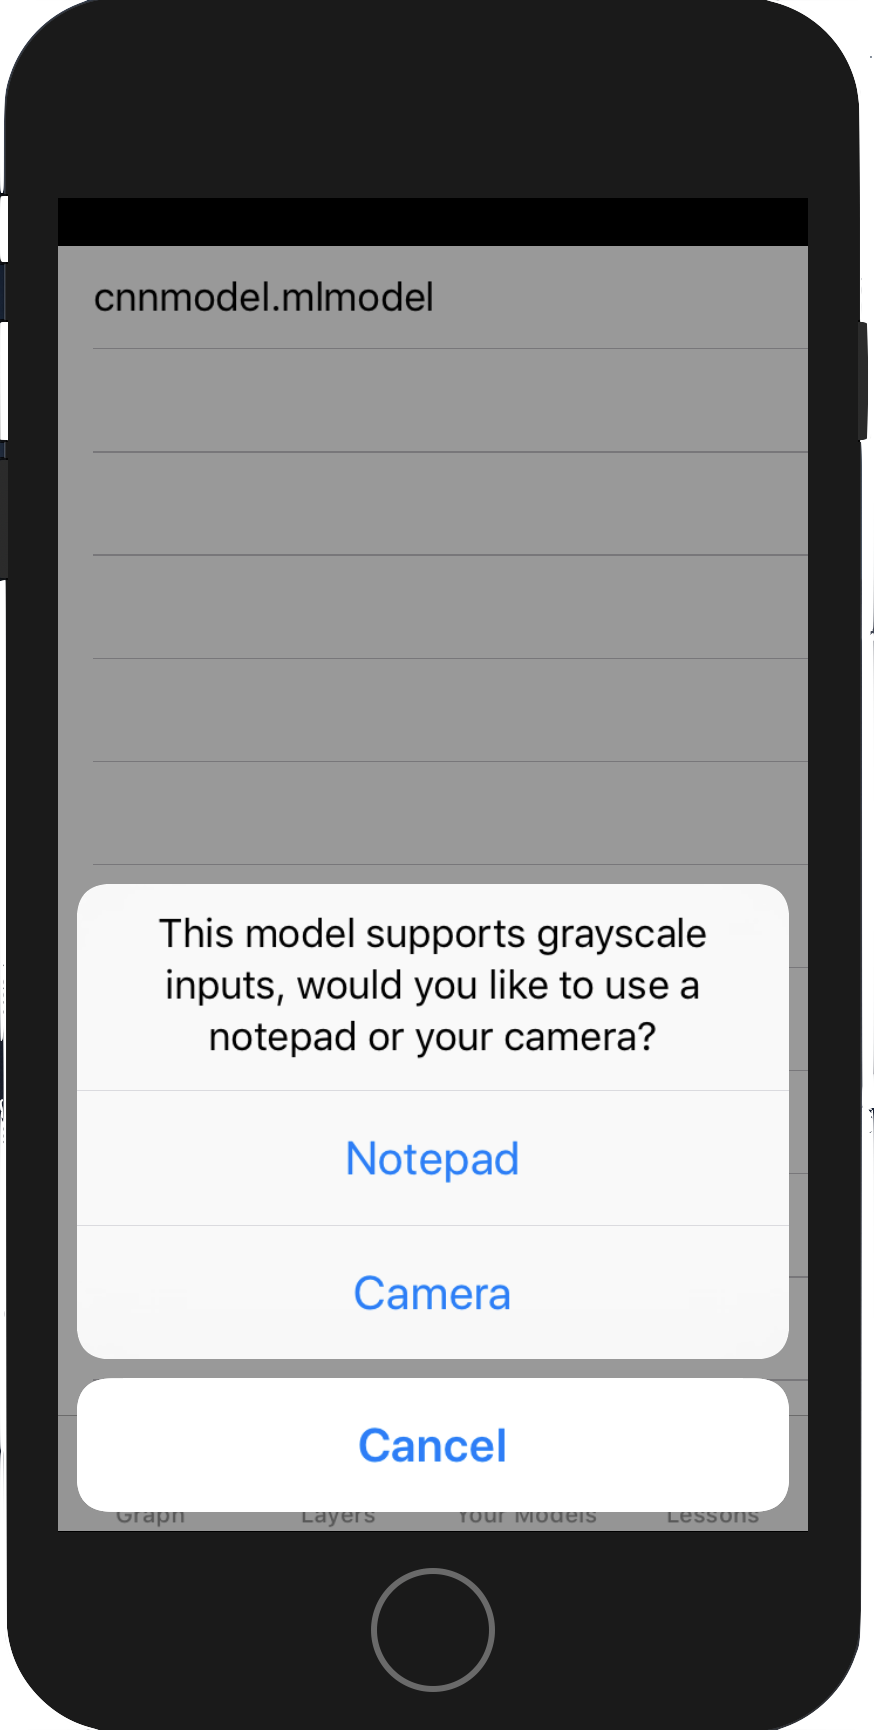 cnnmodel.mlmodel
This model supports grayscale
inputs, would you like to use a
notepad or your camera?
Notepad
Camera
Cancel
Graph Layers Your Models Lessons